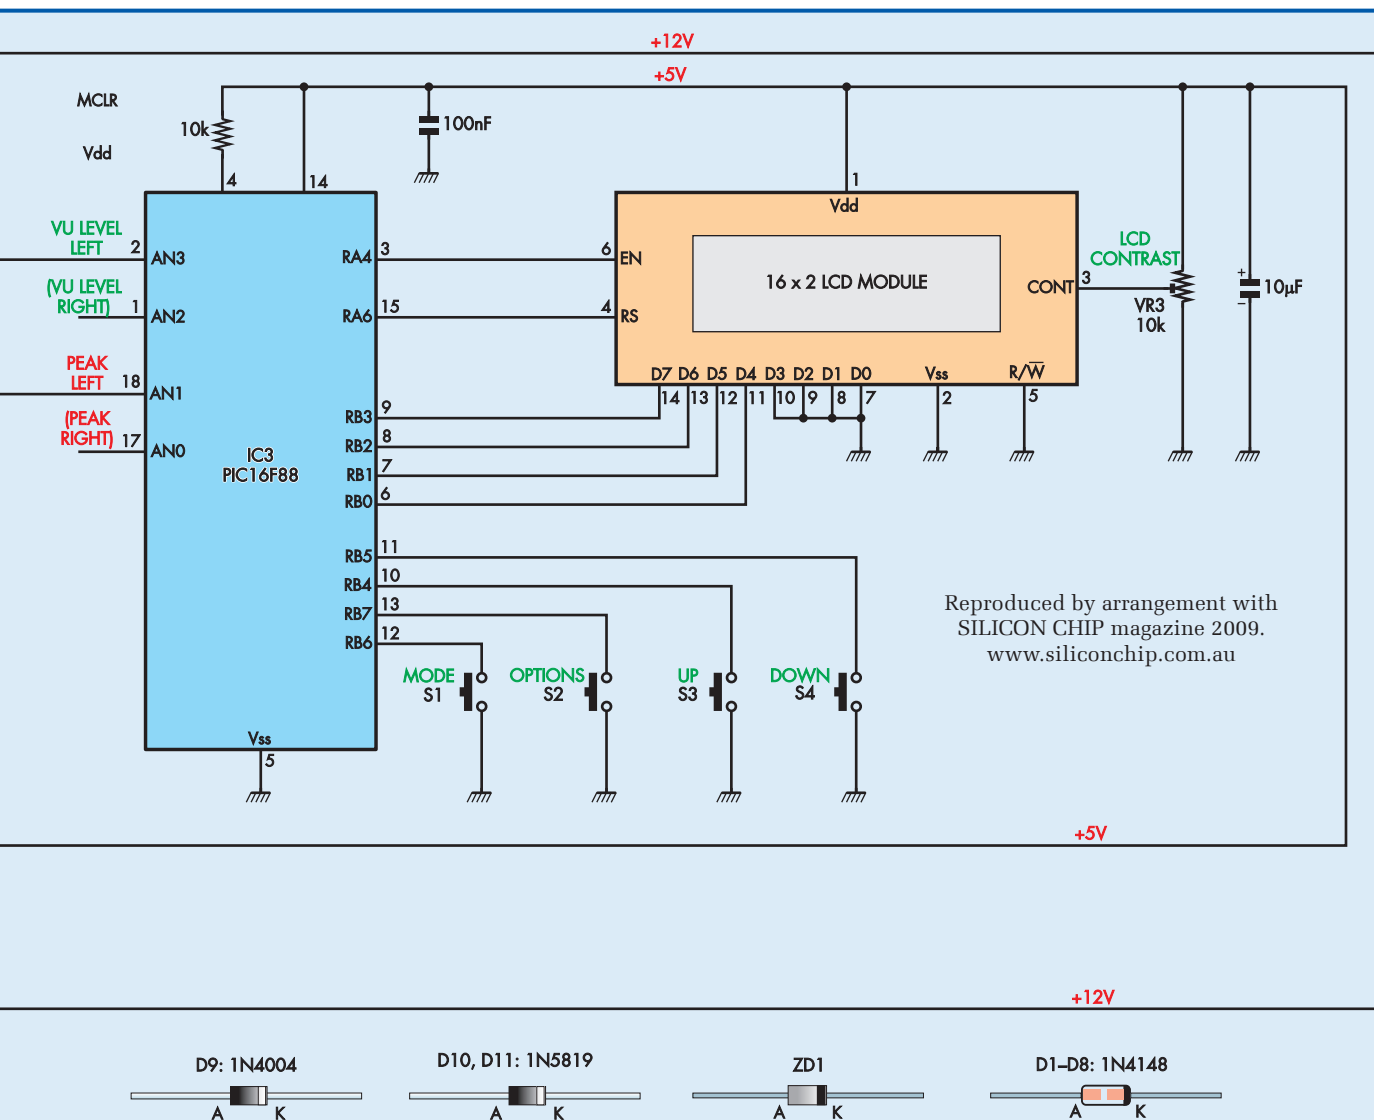 +12V
+5V
MCLR
10k
100nF
Vdd
4
14
1
Vdd
VU LEVEL
LEFT
2
AN3
RA4
3
6
EN
16 x 2 LCD MODULE
LCD
CONTRAST
CONT
3
VR3
10k
+
10µF
–
(VU LEVEL
RIGHT)
1
AN2
RA6
15
4
RS
PEAK
LEFT
18
AN1
D7 D6 D5 D4 D3 D2 D1 D0
Vss
R/W̅
14 13 12 11 10 9 8 7
2
5
(PEAK
RIGHT)
17
AN0
IC3
PIC16F88
RB3
9
RB2
8
RB1
7
RB0
6
RB5
11
RB4
10
RB7
13
RB6
12
Reproduced by arrangement with
SILICON CHIP magazine 2009.
www.siliconchip.com.au
MODE
S1
OPTIONS
S2
UP
S3
DOWN
S4
Vss
5
+5V
+12V
D9: 1N4004
A K
D10, D11: 1N5819
A K
ZD1
A K
D1–D8: 1N4148
A K